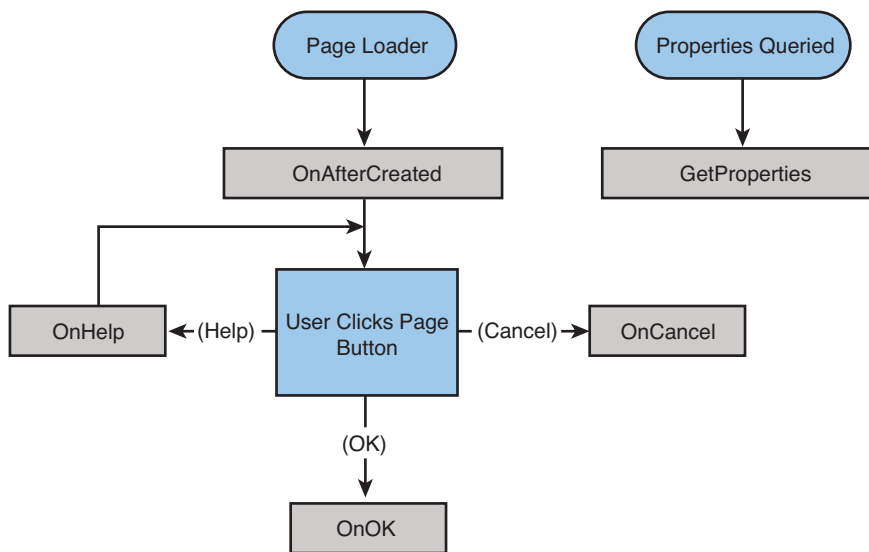 Page Loader
Properties Queried
OnAfterCreated
GetProperties
OnHelp
(Help)
User Clicks Page
Button
(Cancel)
OnCancel
(OK)
OnOK